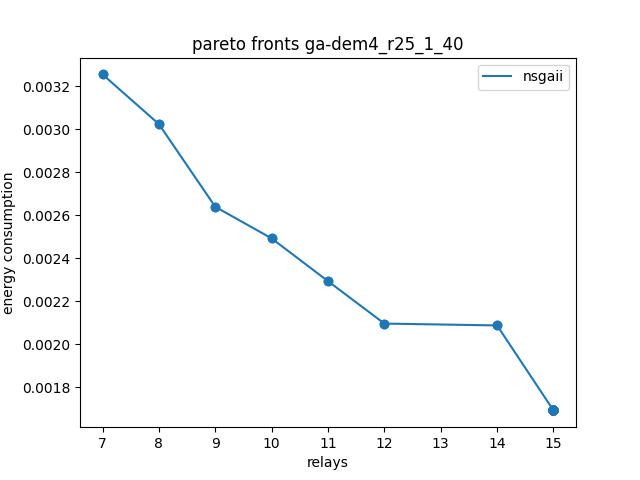 pareto fronts ga-dem4_r25_1_40
nsgaii
energy consumption
0.0032
0.0030
0.0028
0.0026
0.0024
0.0022
0.0020
0.0018
7 8 9 10 11 12 13 14 15
relays